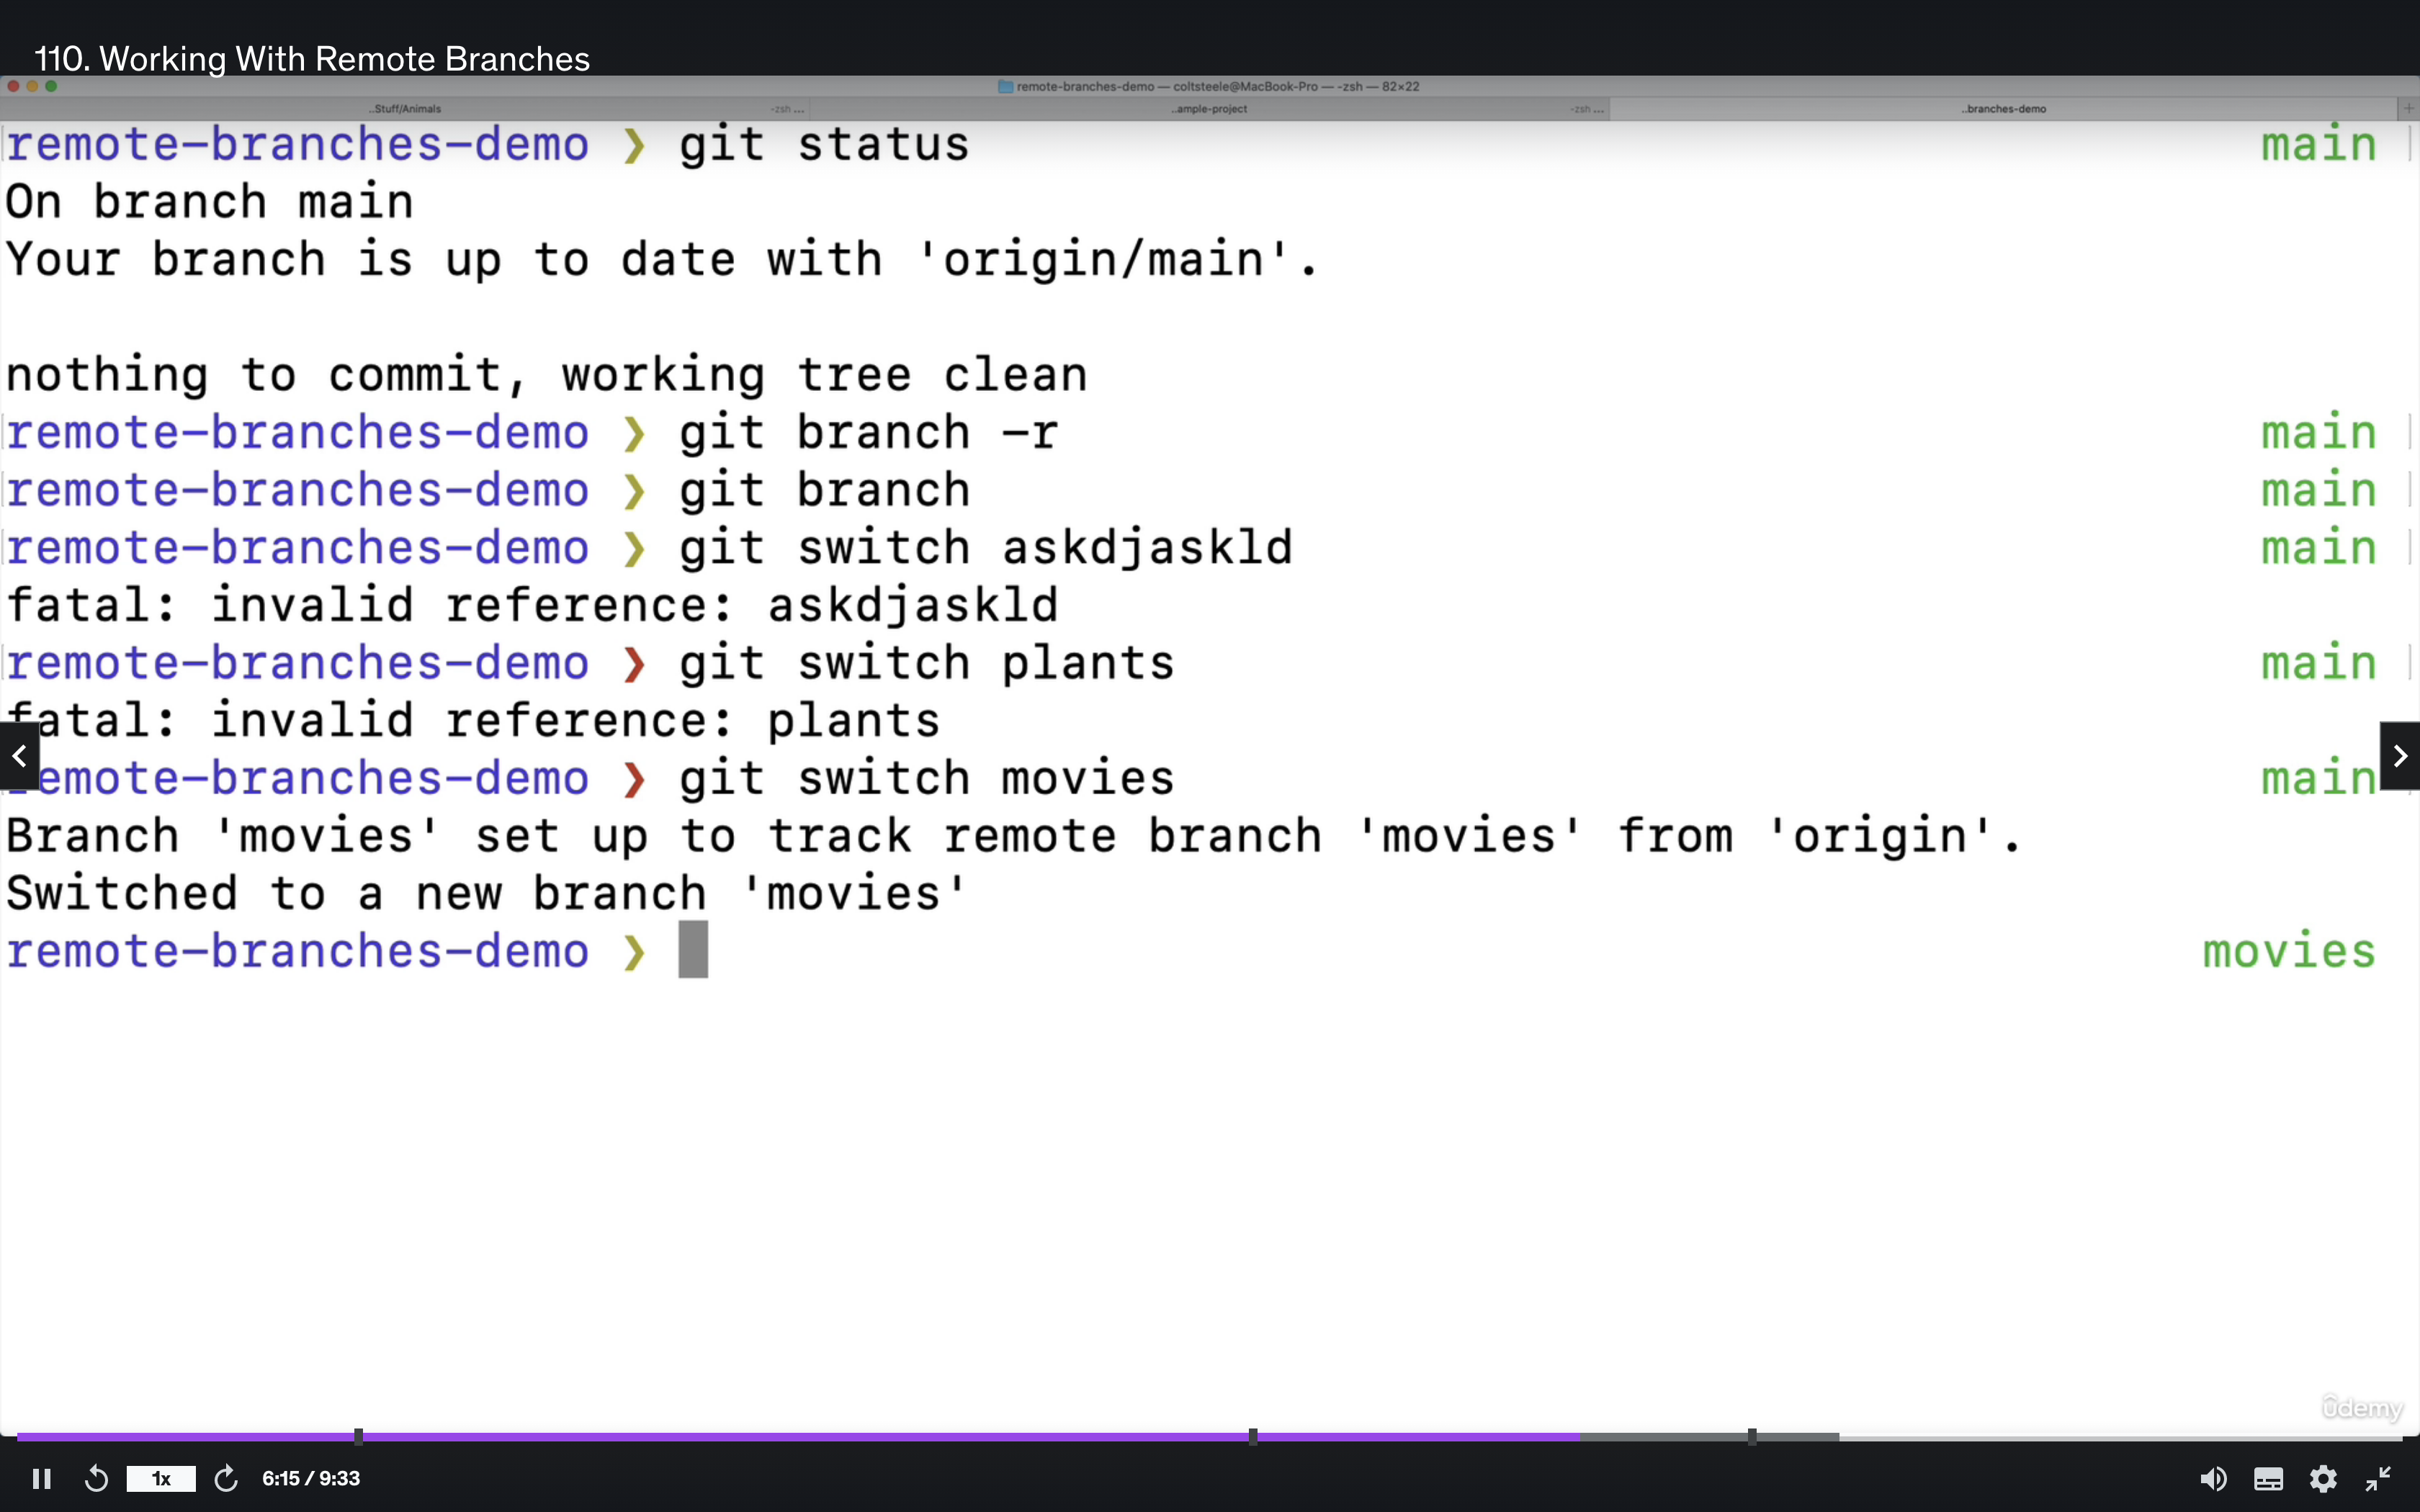 110. Working With Remote Branches
remote-branches-demo — coltsteele@MacBook-Pro — -zsh — 82×22
..Stuff/Animals -zsh ... ..ample-project -zsh ... ..branches-demo +
remote-branches-demo ❯ git status main
On branch main
Your branch is up to date with 'origin/main'.
nothing to commit, working tree clean
remote-branches-demo ❯ git branch -r main
remote-branches-demo ❯ git branch main
remote-branches-demo ❯ git switch askdjaskld main
fatal: invalid reference: askdjaskld
remote-branches-demo ❯ git switch plants main
fatal: invalid reference: plants
remote-branches-demo ❯ git switch movies main
Branch 'movies' set up to track remote branch 'movies' from 'origin'.
Switched to a new branch 'movies'
remote-branches-demo ❯ movies
ûdemy
1x 6:15 / 9:33